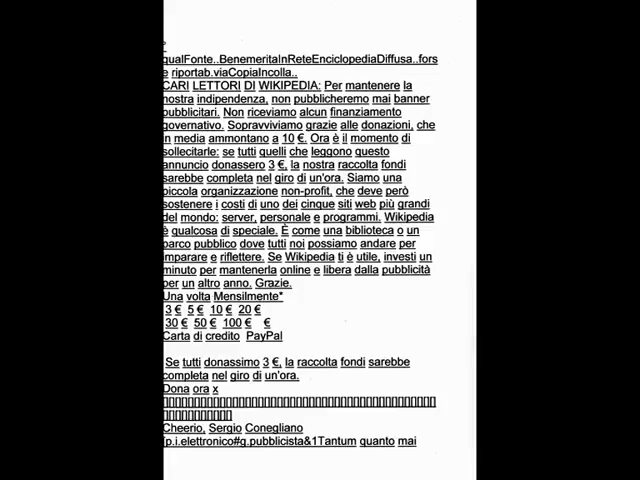 qualFonte..BenemeritaInReteEnciclopediaDiffusa..fors
e riportab.viaCopiaIncolla..
CARI LETTORI DI WIKIPEDIA: Per mantenere la
nostra indipendenza, non pubblicheremo mai banner
pubblicitari. Non riceviamo alcun finanziamento
governativo. Sopravviviamo grazie alle donazioni, che
in media ammontano a 10 €. Ora è il momento di
sollecitarle: se tutti quelli che leggono questo
annuncio donassero 3 €, la nostra raccolta fondi
sarebbe completa nel giro di un'ora. Siamo una
piccola organizzazione non-profit, che deve però
sostenere i costi di uno dei cinque siti web più grandi
del mondo: server, personale e programmi. Wikipedia
è qualcosa di speciale. È come una biblioteca o un
parco pubblico dove tutti noi possiamo andare per
imparare e riflettere. Se Wikipedia ti è utile, investi un
minuto per mantenerla online e libera dalla pubblicità
per un altro anno. Grazie.
Una volta Mensilmente*
3 € 5 € 10 € 20 €
30 € 50 € 100 € €
Carta di credito PayPal
Se tutti donassimo 3 €, la raccolta fondi sarebbe
completa nel giro di un'ora.
Dona ora x
Cheerio, Sergio Conegliano
[p.i.elettronico#g.pubblicista&1Tantum quanto mai